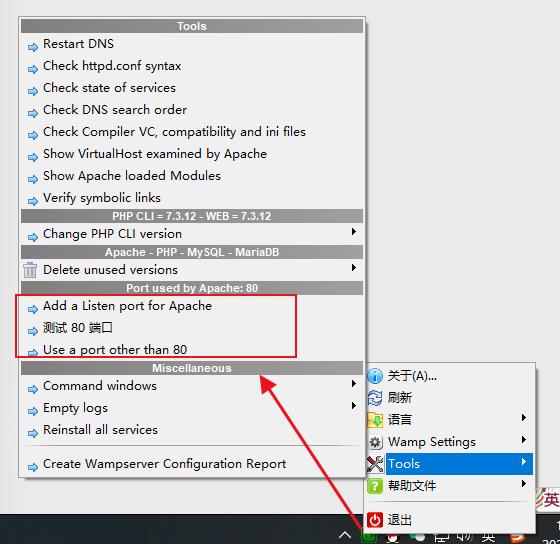 Tools
Restart DNS
Check httpd.conf syntax
Check state of services
Check DNS search order
Check Compiler VC, compatibility and ini files
Show VirtualHost examined by Apache
Show Apache loaded Modules
Verify symbolic links
PHP CLI = 7.3.12 - WEB = 7.3.12
Change PHP CLI version
Apache - PHP - MySQL - MariaDB
Delete unused versions
Port used by Apache: 80
Add a Listen port for Apache
测试 80 端口
Use a port other than 80
Miscellaneous
Command windows
Empty logs
Reinstall all services
Create Wampserver Configuration Report
关于(A)...
刷新
语言
Wamp Settings
Tools
帮助文件
退出
英
英